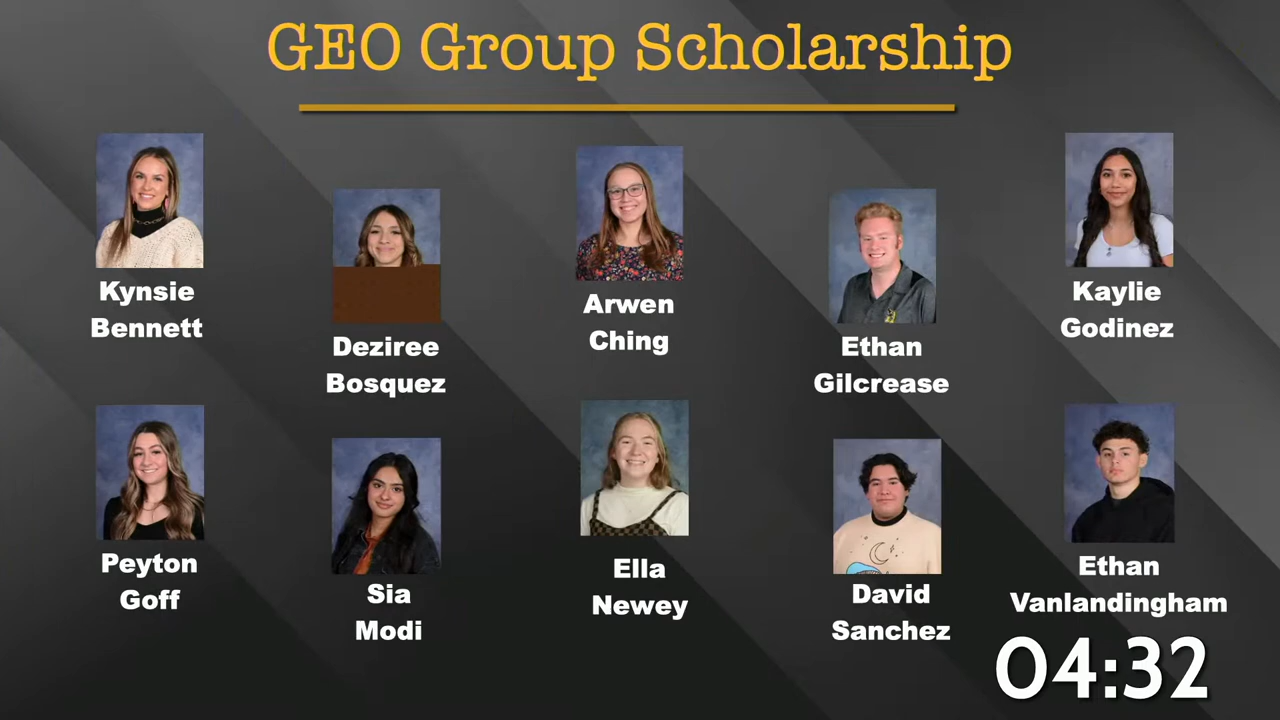 GEO Group Scholarship
Kynsie
Bennett
Deziree
Bosquez
Arwen
Ching
Ethan
Gilcrease
Kaylie
Godinez
Peyton
Goff
Sia
Modi
Ella
Newey
David
Sanchez
Ethan
Vanlandingham
04:32